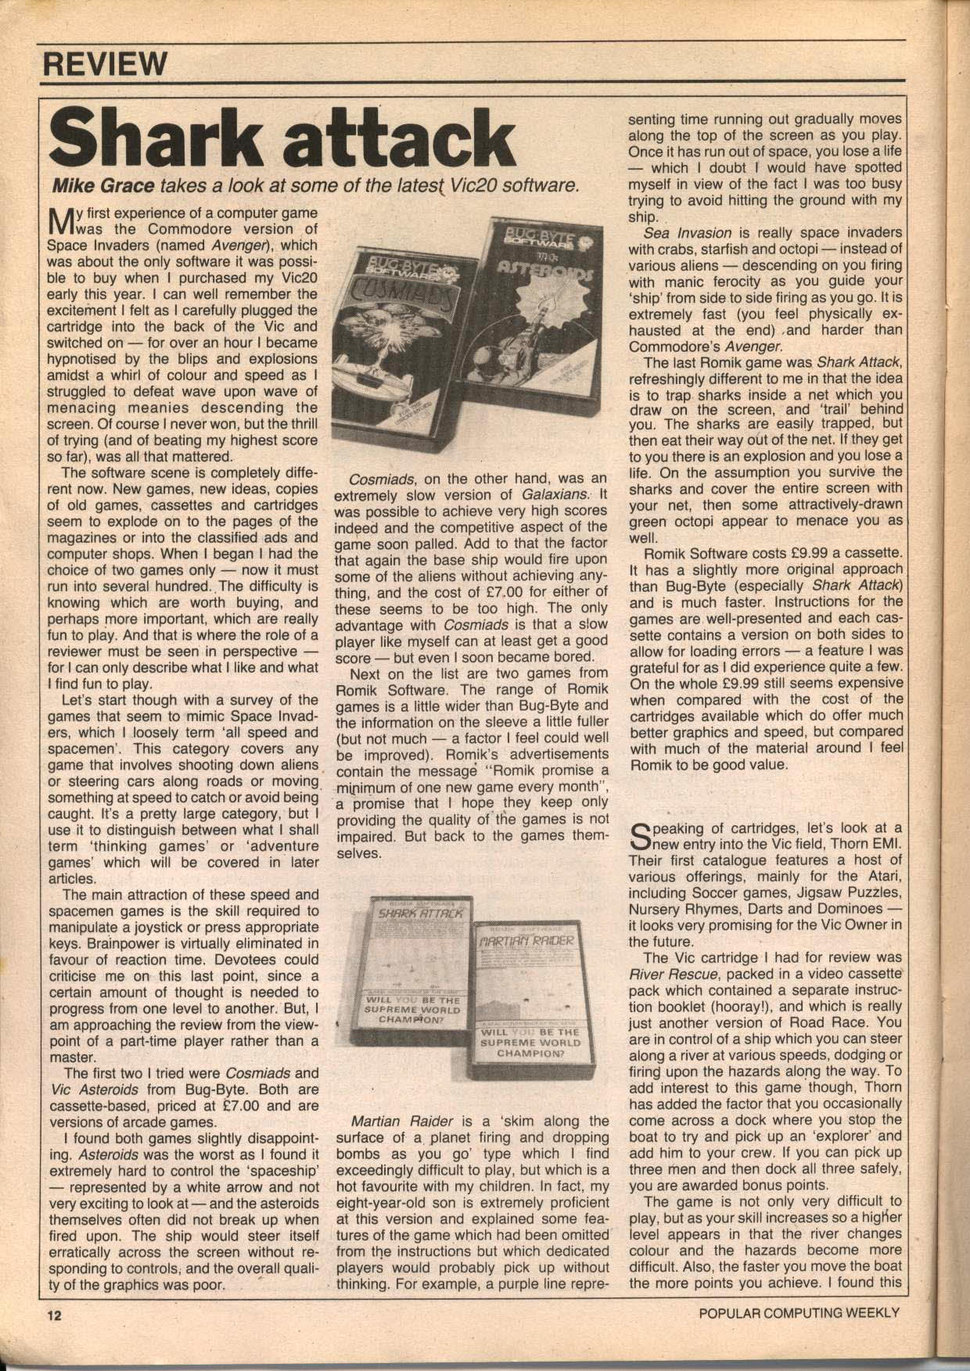 REVIEW
Shark attack
Mike Grace takes a look at some of the latest Vic20 software.
My first experience of a computer game
was the Commodore version of
Space Invaders (named Avenger), which
was about the only software it was possi-
ble to buy when I purchased my Vic20
early this year. I can well remember the
excitement I felt as I carefully plugged the
cartridge into the back of the Vic and
switched on — for over an hour I became
hypnotised by the blips and explosions
amidst a whirl of colour and speed as I
struggled to defeat wave upon wave of
menacing meanies descending the
screen. Of course I never won, but the thrill
of trying (and of beating my highest score
so far), was all that mattered.
The software scene is completely diffe-
rent now. New games, new ideas, copies
of old games, cassettes and cartridges
seem to explode on to the pages of the
magazines or into the classified ads and
computer shops. When I began I had the
choice of two games only — now it must
run into several hundred. The difficulty is
knowing which are worth buying, and
perhaps more important, which are really
fun to play. And that is where the role of a
reviewer must be seen in perspective —
for I can only describe what I like and what
I find fun to play.
Let's start though with a survey of the
games that seem to mimic Space Invad-
ers, which I loosely term 'all speed and
spacemen'. This category covers any
game that involves shooting down aliens
or steering cars along roads or moving
something at speed to catch or avoid being
caught. It's a pretty large category, but I
use it to distinguish between what I shall
term 'thinking games' or 'adventure
games' which will be covered in later
articles.
The main attraction of these speed and
spacemen games is the skill required to
manipulate a joystick or press appropriate
keys. Brainpower is virtually eliminated in
favour of reaction time. Devotees could
criticise me on this last point, since a
certain amount of thought is needed to
progress from one level to another. But, I
am approaching the review from the view-
point of a part-time player rather than a
master.
The first two I tried were Cosmiads and
Vic Asteroids from Bug-Byte. Both are
cassette-based, priced at £7.00 and are
versions of arcade games.
I found both games slightly disappoint-
ing. Asteroids was the worst as I found it
extremely hard to control the 'spaceship'
— represented by a white arrow and not
very exciting to look at — and the asteroids
themselves often did not break up when
fired upon. The ship would steer itself
erratically across the screen without re-
sponding to controls, and the overall quali-
ty of the graphics was poor.
BUG-BYTE
SOFTWARE
COSMIADS
BUG-BYTE
SOFTWARE
ASTEROIDS
Cosmiads, on the other hand, was an
extremely slow version of Galaxians. It
was possible to achieve very high scores
indeed and the competitive aspect of the
game soon palled. Add to that the factor
that again the base ship would fire upon
some of the aliens without achieving any-
thing, and the cost of £7.00 for either of
these seems to be too high. The only
advantage with Cosmiads is that a slow
player like myself can at least get a good
score — but even I soon became bored.
Next on the list are two games from
Romik Software. The range of Romik
games is a little wider than Bug-Byte and
the information on the sleeve a little fuller
(but not much — a factor I feel could well
be improved). Romik's advertisements
contain the message "Romik promise a
minimum of one new game every month",
a promise that I hope they keep only
providing the quality of the games is not
impaired. But back to the games them-
selves.
SHARK ATTACK
WILL YOU BE THE
SUPREME WORLD
CHAMPION?
MARTIAN RAIDER
WILL YOU BE THE
SUPREME WORLD
CHAMPION?
Martian Raider is a 'skim along the
surface of a planet firing and dropping
bombs as you go' type which I find
exceedingly difficult to play, but which is a
hot favourite with my children. In fact, my
eight-year-old son is extremely proficient
at this version and explained some fea-
tures of the game which had been omitted
from the instructions but which dedicated
players would probably pick up without
thinking. For example, a purple line repre-
senting time running out gradually moves
along the top of the screen as you play.
Once it has run out of space, you lose a life
— which I doubt I would have spotted
myself in view of the fact I was too busy
trying to avoid hitting the ground with my
ship.
Sea Invasion is really space invaders
with crabs, starfish and octopi — instead of
various aliens — descending on you firing
with manic ferocity as you guide your
'ship' from side to side firing as you go. It is
extremely fast (you feel physically ex-
hausted at the end) and harder than
Commodore's Avenger.
The last Romik game was Shark Attack,
refreshingly different to me in that the idea
is to trap sharks inside a net which you
draw on the screen, and 'trail' behind
you. The sharks are easily trapped, but
then eat their way out of the net. If they get
to you there is an explosion and you lose a
life. On the assumption you survive the
sharks and cover the entire screen with
your net, then some attractively-drawn
green octopi appear to menace you as
well.
Romik Software costs £9.99 a cassette.
It has a slightly more original approach
than Bug-Byte (especially Shark Attack)
and is much faster. Instructions for the
games are well-presented and each cas-
sette contains a version on both sides to
allow for loading errors — a feature I was
grateful for as I did experience quite a few.
On the whole £9.99 still seems expensive
when compared with the cost of the
cartridges available which do offer much
better graphics and speed, but compared
with much of the material around I feel
Romik to be good value.
Speaking of cartridges, let's look at a
new entry into the Vic field, Thorn EMI.
Their first catalogue features a host of
various offerings, mainly for the Atari,
including Soccer games, Jigsaw Puzzles,
Nursery Rhymes, Darts and Dominoes —
it looks very promising for the Vic Owner in
the future.
The Vic cartridge I had for review was
River Rescue, packed in a video cassette
pack which contained a separate instruc-
tion booklet (hooray!), and which is really
just another version of Road Race. You
are in control of a ship which you can steer
along a river at various speeds, dodging or
firing upon the hazards along the way. To
add interest to this game though, Thorn
has added the factor that you occasionally
come across a dock where you stop the
boat to try and pick up an 'explorer' and
add him to your crew. If you can pick up
three men and then dock all three safely,
you are awarded bonus points.
The game is not only very difficult to
play, but as your skill increases so a higher
level appears in that the river changes
colour and the hazards become more
difficult. Also, the faster you move the boat
the more points you achieve. I found this
12
POPULAR COMPUTING WEEKLY